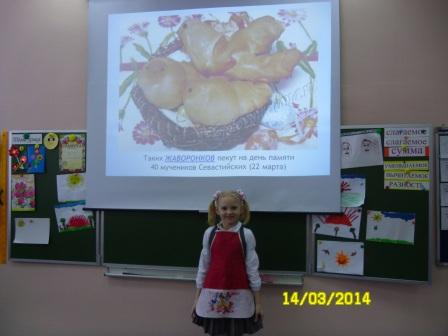 Таких ЖАВОРОНКОВ пекут на день памяти
40 мучеников Севастийских (22 марта)
слагаемое
слагаемое
сумма
уменьшаемое
вычитаемое
разность
14/03/2014